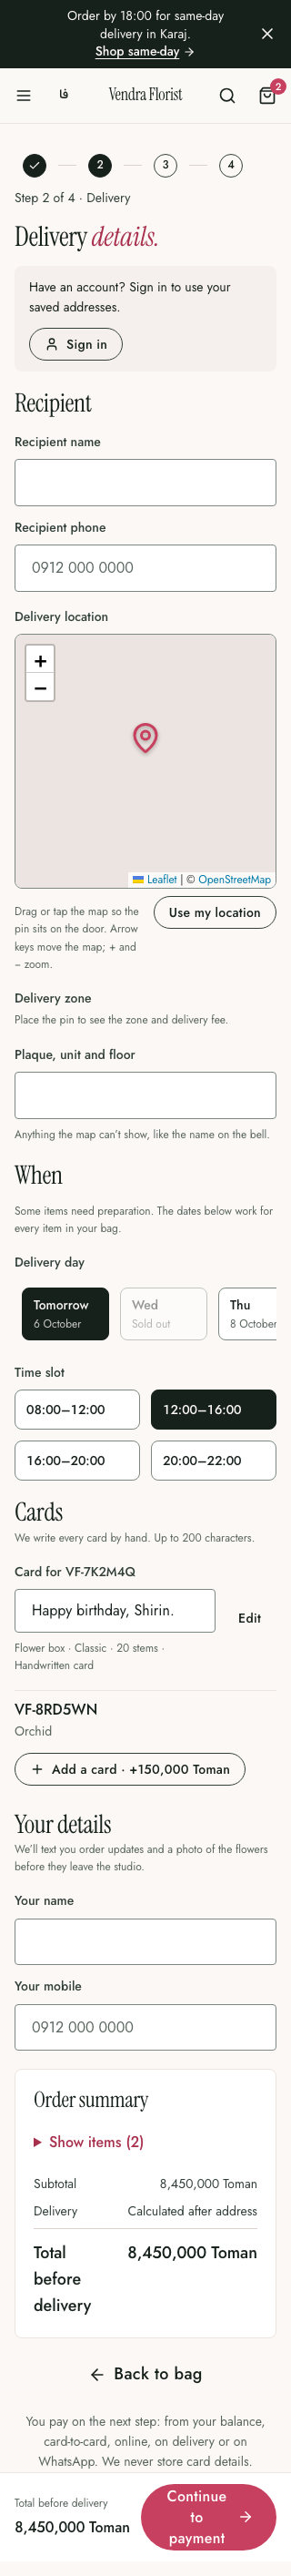 Order by 18:00 for same-day
delivery in Karaj.
Shop same-day →
فا
Vendra Florist
2
2
3
4
Step 2 of 4 · Delivery
Delivery details.
Have an account? Sign in to use your
saved addresses.
Sign in
Recipient
Recipient name
Recipient phone
0912 000 0000
Delivery location
+
−
Leaflet | © OpenStreetMap
Drag or tap the map so the
pin sits on the door. Arrow
keys move the map; + and
− zoom.
Use my location
Delivery zone
Place the pin to see the zone and delivery fee.
Plaque, unit and floor
Anything the map can’t show, like the name on the bell.
When
Some items need preparation. The dates below work for
every item in your bag.
Delivery day
Tomorrow
6 October
Wed
Sold out
Thu
8 October
Time slot
08:00–12:00
12:00–16:00
16:00–20:00
20:00–22:00
Cards
We write every card by hand. Up to 200 characters.
Card for VF-7K2M4Q
Happy birthday, Shirin.
Edit
Flower box · Classic · 20 stems ·
Handwritten card
VF-8RD5WN
Orchid
+ Add a card · +150,000 Toman
Your details
We’ll text you order updates and a photo of the flowers
before they leave the studio.
Your name
Your mobile
0912 000 0000
Order summary
Show items (2)
Subtotal 8,450,000 Toman
Delivery Calculated after address
Total before delivery 8,450,000 Toman
← Back to bag
You pay on the next step: from your balance,
card-to-card, online, on delivery or on
WhatsApp. We never store card details.
Total before delivery
8,450,000 Toman
Continue
to
payment →